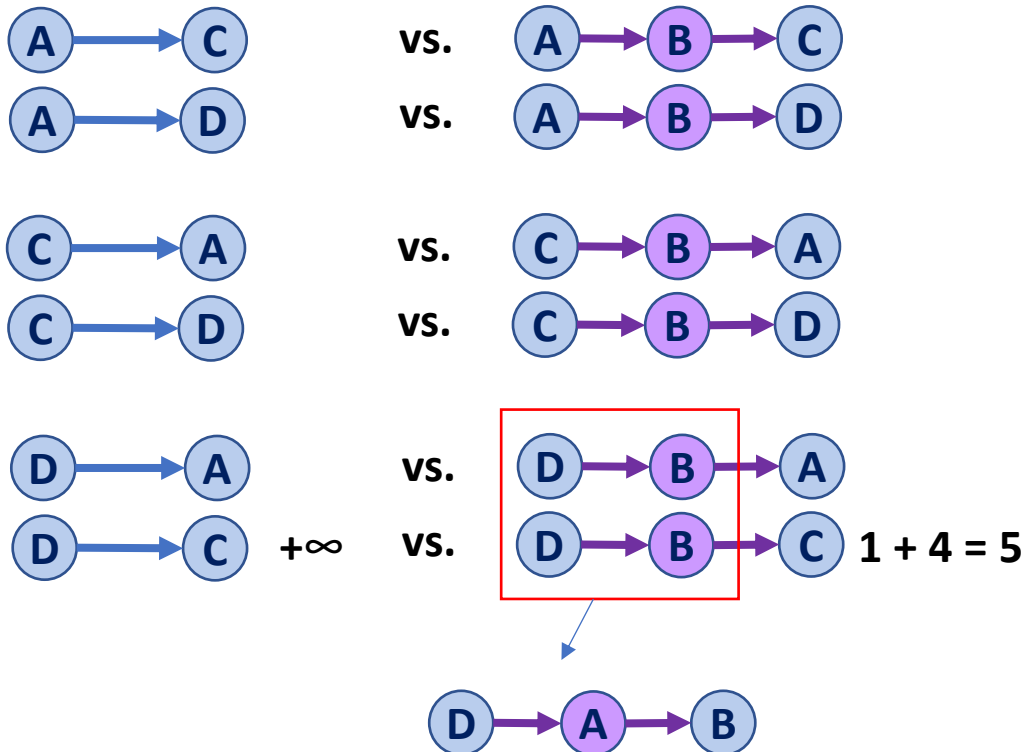 A C vs. A B C
A D vs. A B D
C A vs. C B A
C D vs. C B D
D A vs. D B A
D C +∞ vs. D B C 1 + 4 = 5
D A B